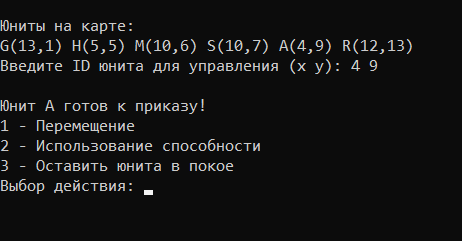 Юниты на карте:
G(13,1) H(5,5) M(10,6) S(10,7) A(4,9) R(12,13)
Введите ID юнита для управления (x y): 4 9
Юнит A готов к приказу!
1 - Перемещение
2 - Использование способности
3 - Оставить юнита в покое
Выбор действия: